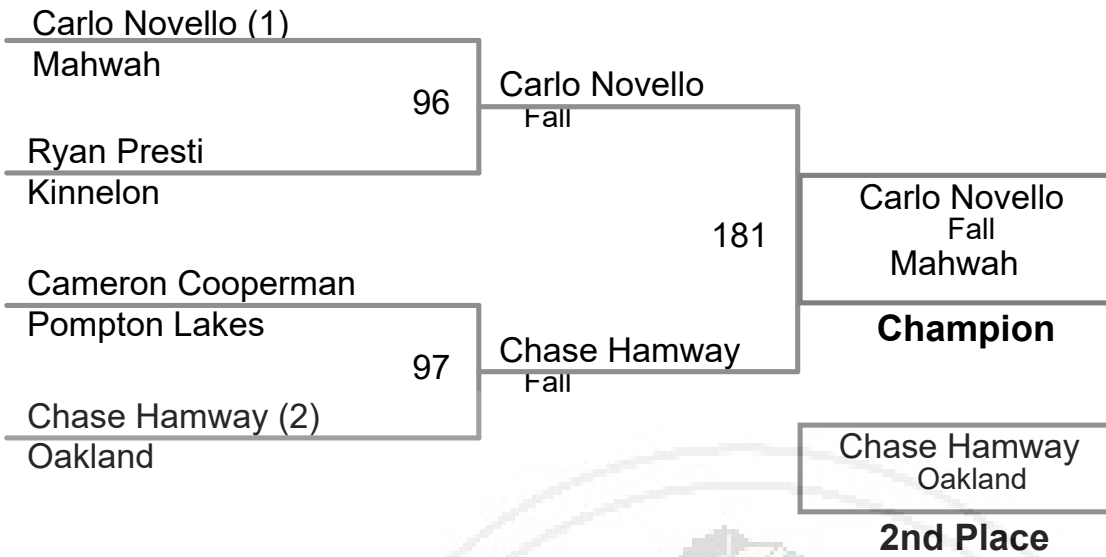 Carlo Novello (1)
Mahwah
96
Ryan Presti
Kinnelon
Cameron Cooperman
Pompton Lakes
97
Chase Hamway (2)
Oakland
Carlo Novello
Fall
181
Chase Hamway
Fall
Carlo Novello
Fall
Mahwah
Champion
Chase Hamway
Oakland
2nd Place